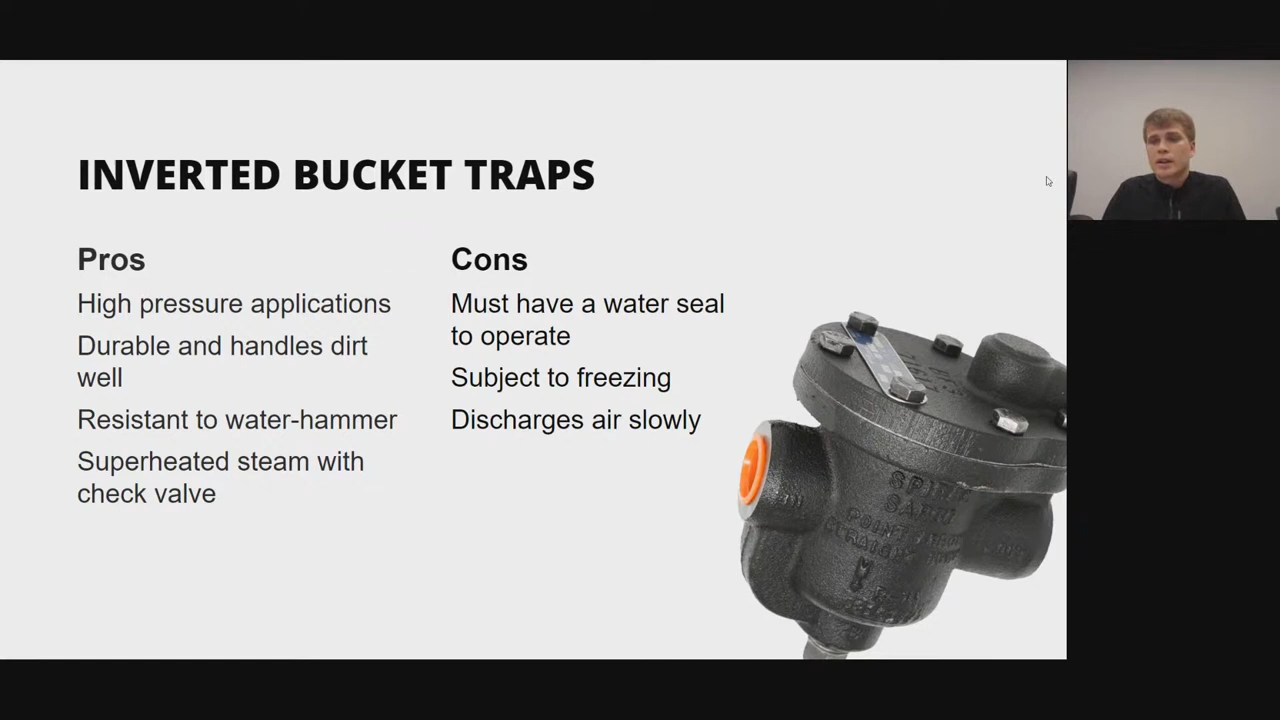 INVERTED BUCKET TRAPS
Pros
High pressure applications
Durable and handles dirt
well
Resistant to water-hammer
Superheated steam with
check valve
Cons
Must have a water seal
to operate
Subject to freezing
Discharges air slowly